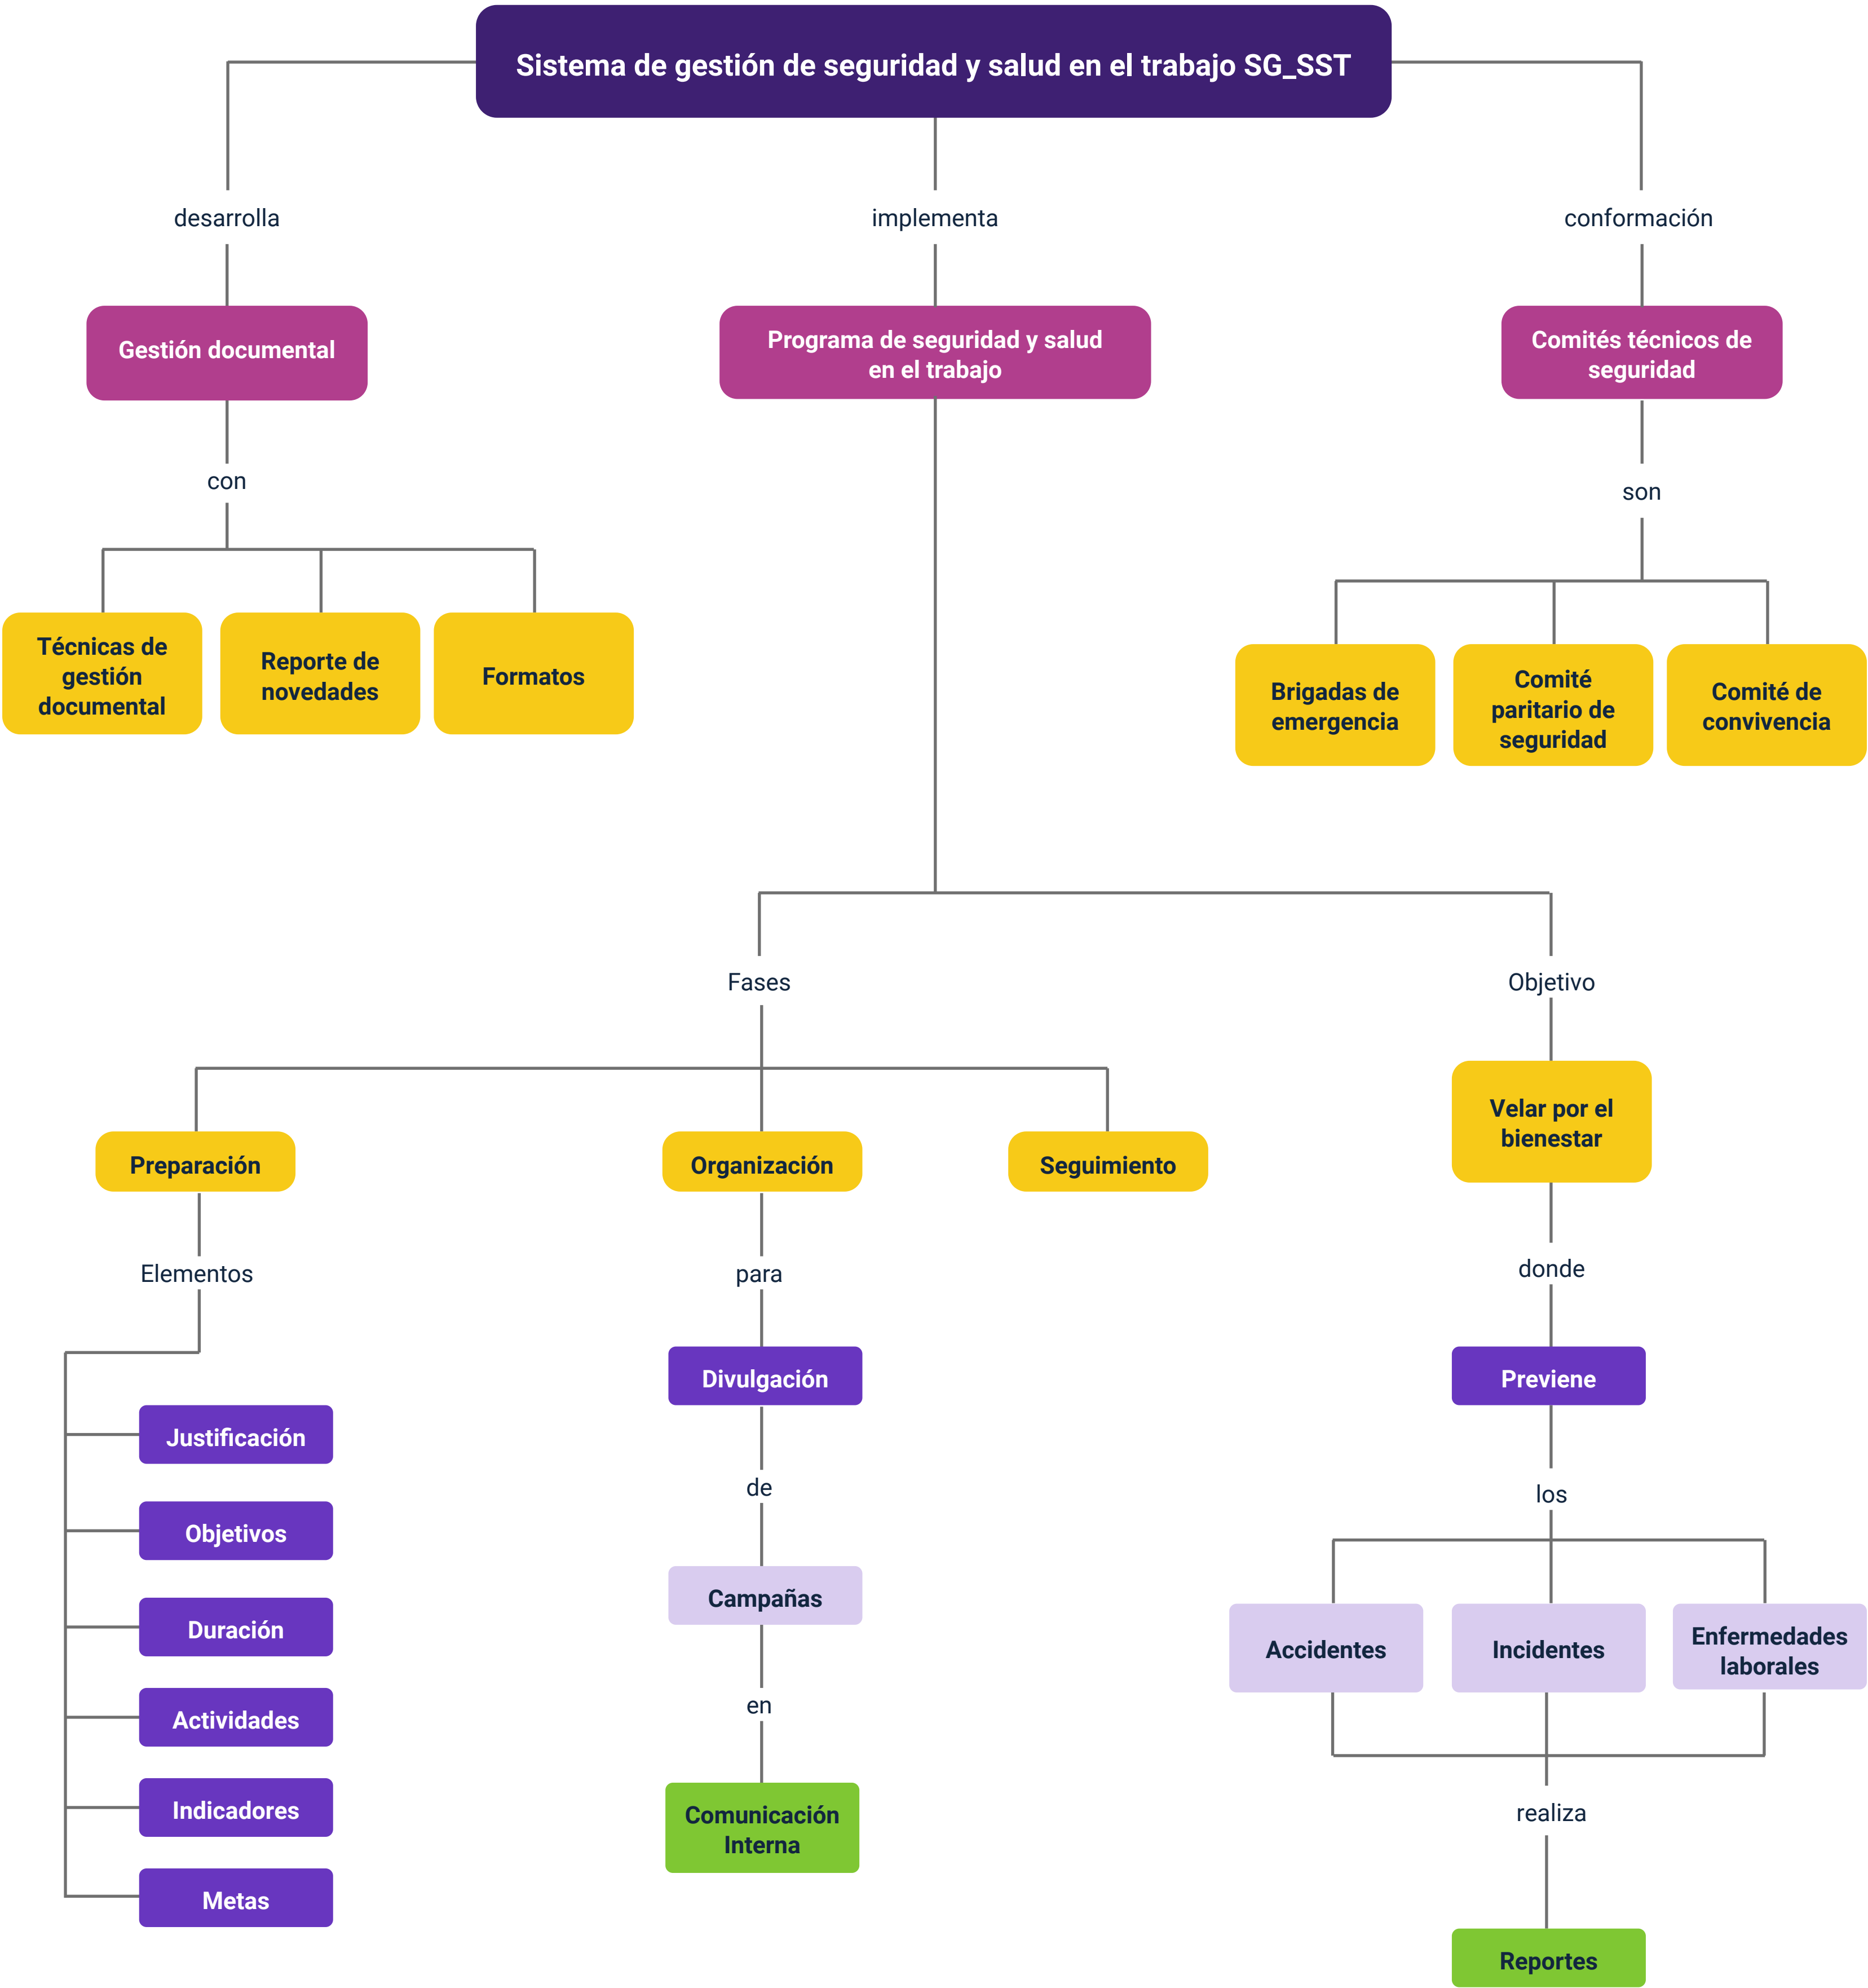 Sistema de gestión de seguridad y salud en el trabajo SG_SST
desarrolla
implementa
conformación
Gestión documental
Programa de seguridad y salud
en el trabajo
Comités técnicos de
seguridad
con
son
Técnicas de
gestión
documental
Reporte de
novedades
Formatos
Brigadas de
emergencia
Comité
paritario de
seguridad
Comité de
convivencia
Fases
Objetivo
Preparación
Organización
Seguimiento
Velar por el
bienestar
Elementos
para
donde
Justificación
Objetivos
Duración
Actividades
Indicadores
Metas
Divulgación
de
Campañas
en
Comunicación
Interna
Previene
los
Accidentes
Incidentes
Enfermedades
laborales
realiza
Reportes